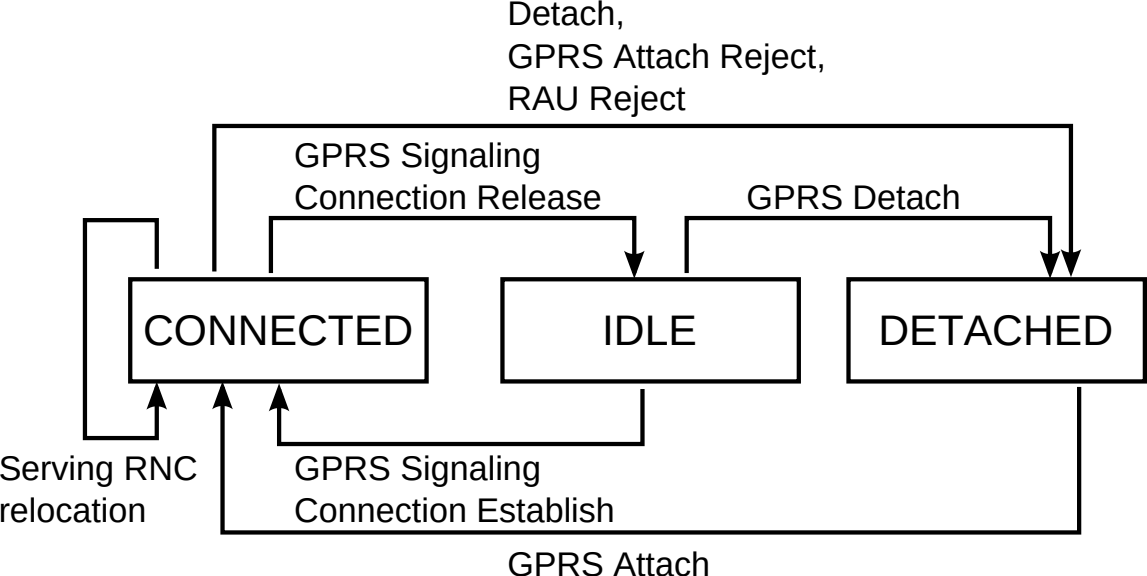 Detach,
GPRS Attach Reject,
RAU Reject
GPRS Signaling
Connection Release
GPRS Detach
CONNECTED
IDLE
DETACHED
Serving RNC
relocation
GPRS Signaling
Connection Establish
GPRS Attach